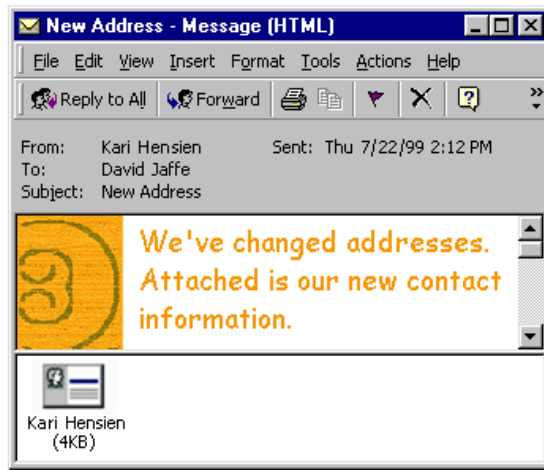 New Address - Message (HTML)
File Edit View Insert Format Tools Actions Help
Reply to All Forward
From: Kari Hensien Sent: Thu 7/22/99 2:12 PM
To: David Jaffe
Subject: New Address
We've changed addresses.
Attached is our new contact
information.
Kari Hensien
(4KB)